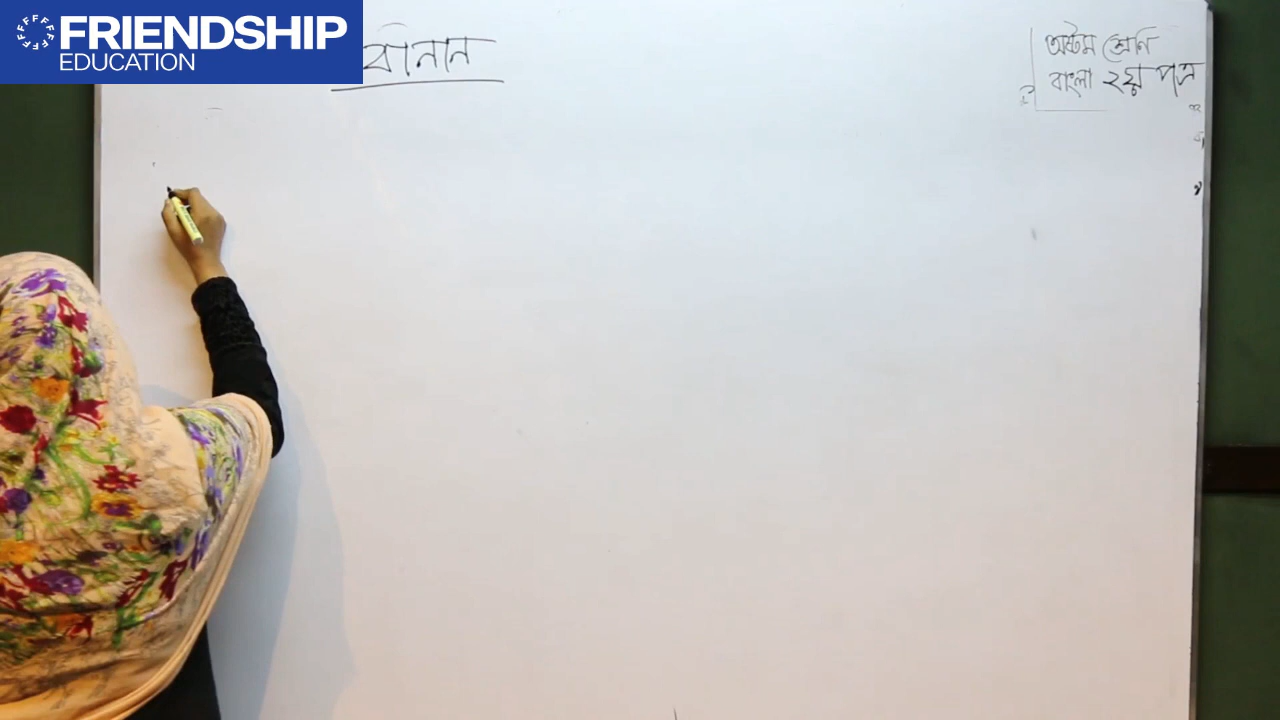 FRIENDSHIP
EDUCATION
বানান
অষ্টম শ্রেণি
বাংলা ২য় পত্র